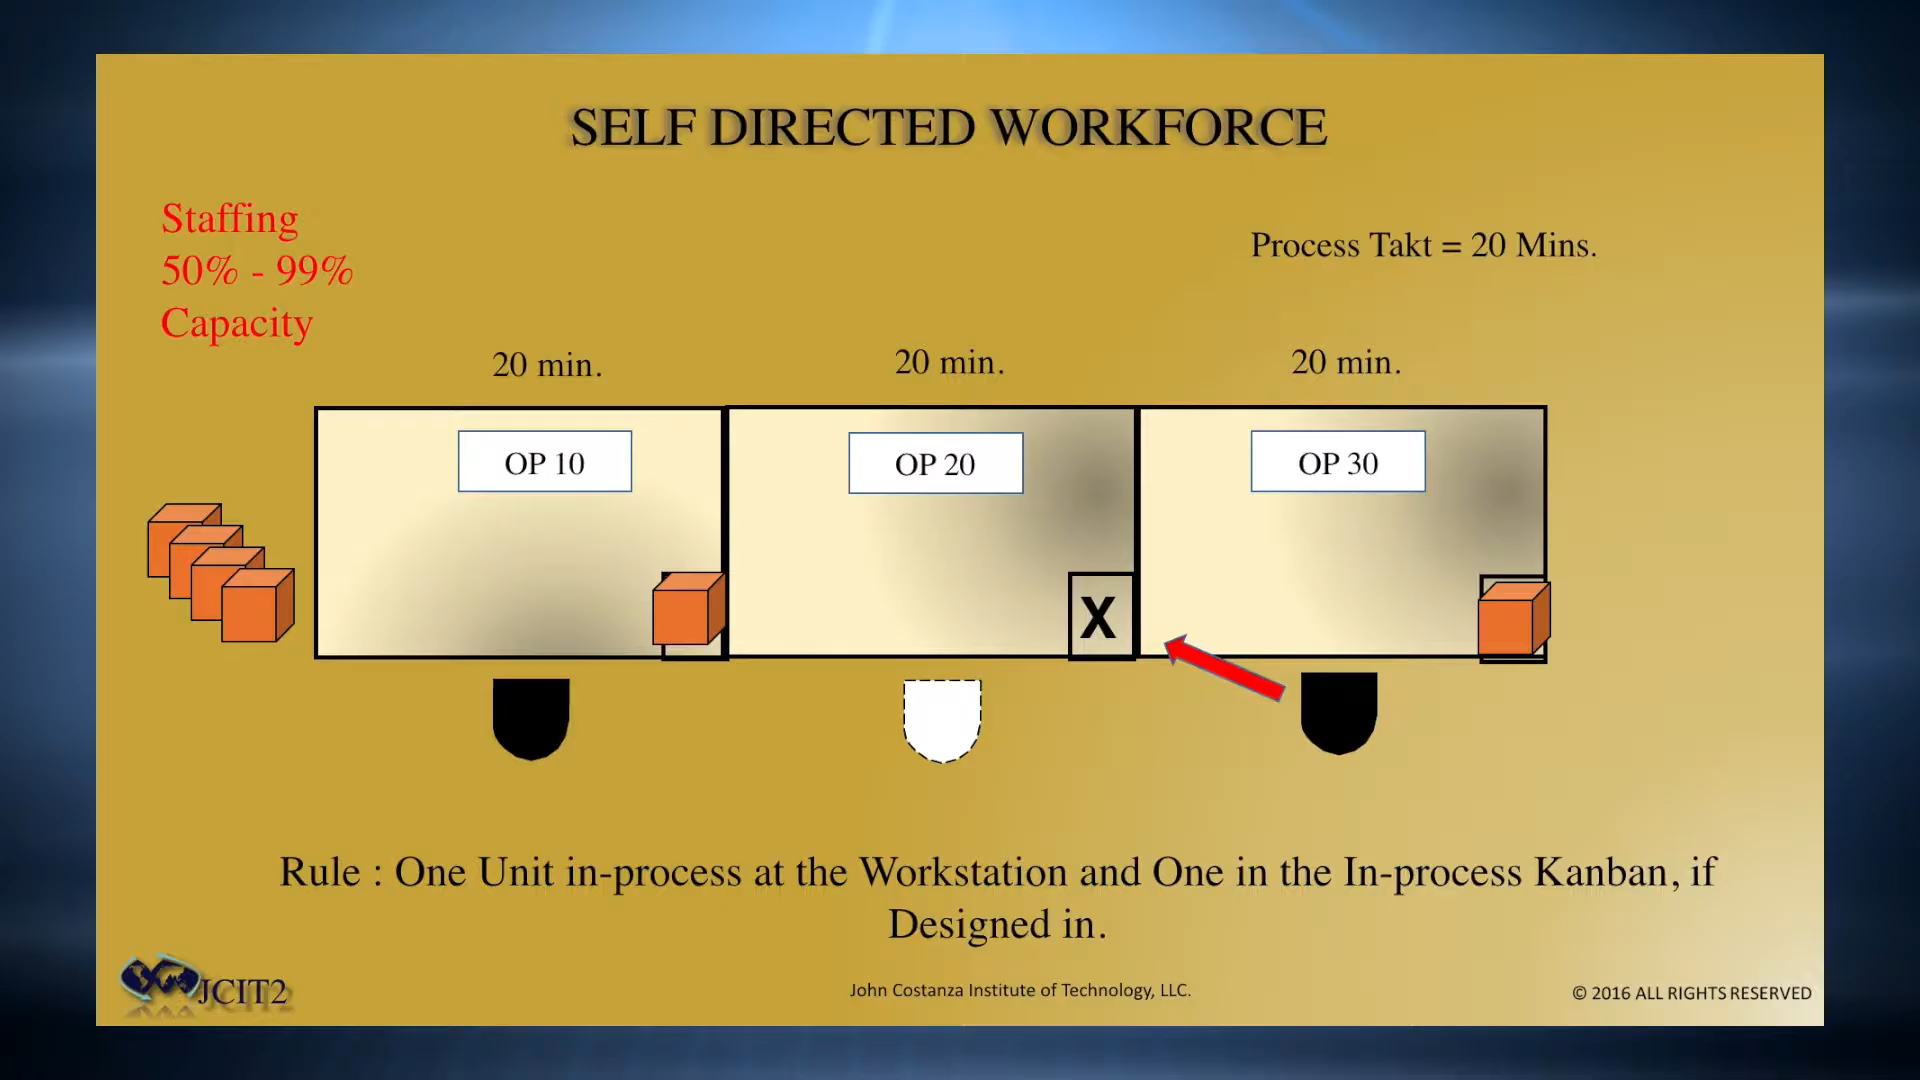 SELF DIRECTED WORKFORCE
Staffing
50% - 99%
Capacity
Process Takt = 20 Mins.
20 min.
20 min.
20 min.
OP 10
OP 20
OP 30
X
Rule : One Unit in-process at the Workstation and One in the In-process Kanban, if
Designed in.
JCIT2
John Costanza Institute of Technology, LLC.
© 2016 ALL RIGHTS RESERVED